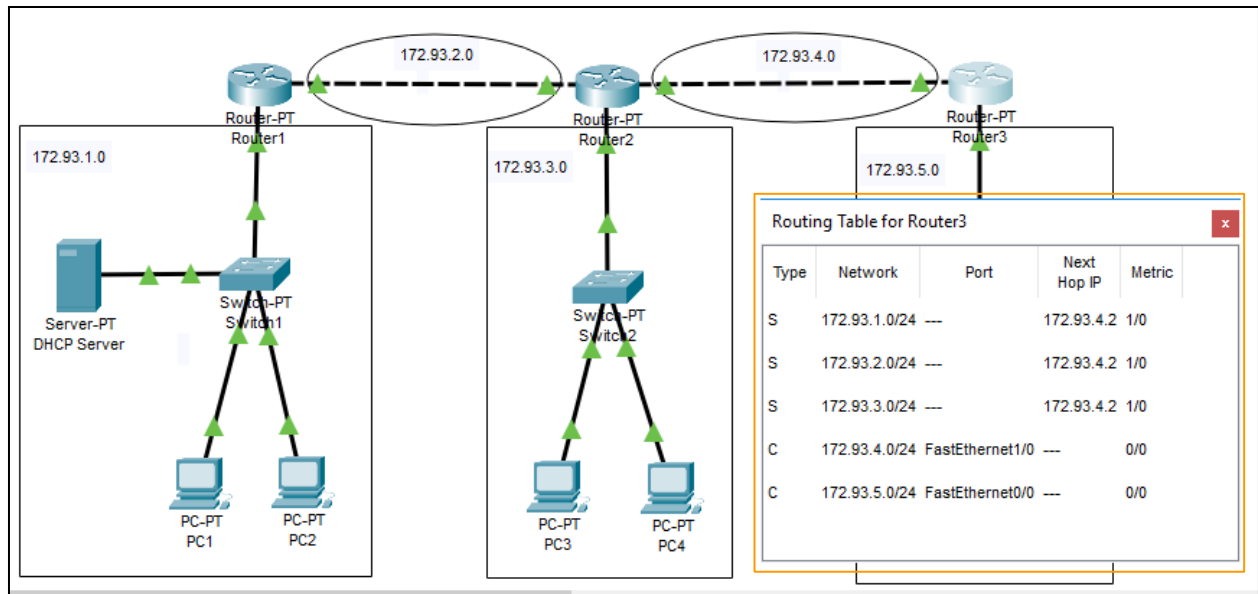 172.93.2.0
172.93.4.0
Router-PT
Router1
Router-PT
Router2
Router-PT
Router3
172.93.1.0
172.93.3.0
172.93.5.0
Server-PT
DHCP Server
Switch-PT
Switch1
Switch-PT
Switch2
PC-PT
PC1
PC-PT
PC2
PC-PT
PC3
PC-PT
PC4
Routing Table for Router3
x
Type Network Port Next Hop IP Metric
S 172.93.1.0/24 --- 172.93.4.2 1/0
S 172.93.2.0/24 --- 172.93.4.2 1/0
S 172.93.3.0/24 --- 172.93.4.2 1/0
C 172.93.4.0/24 FastEthernet1/0 --- 0/0
C 172.93.5.0/24 FastEthernet0/0 --- 0/0